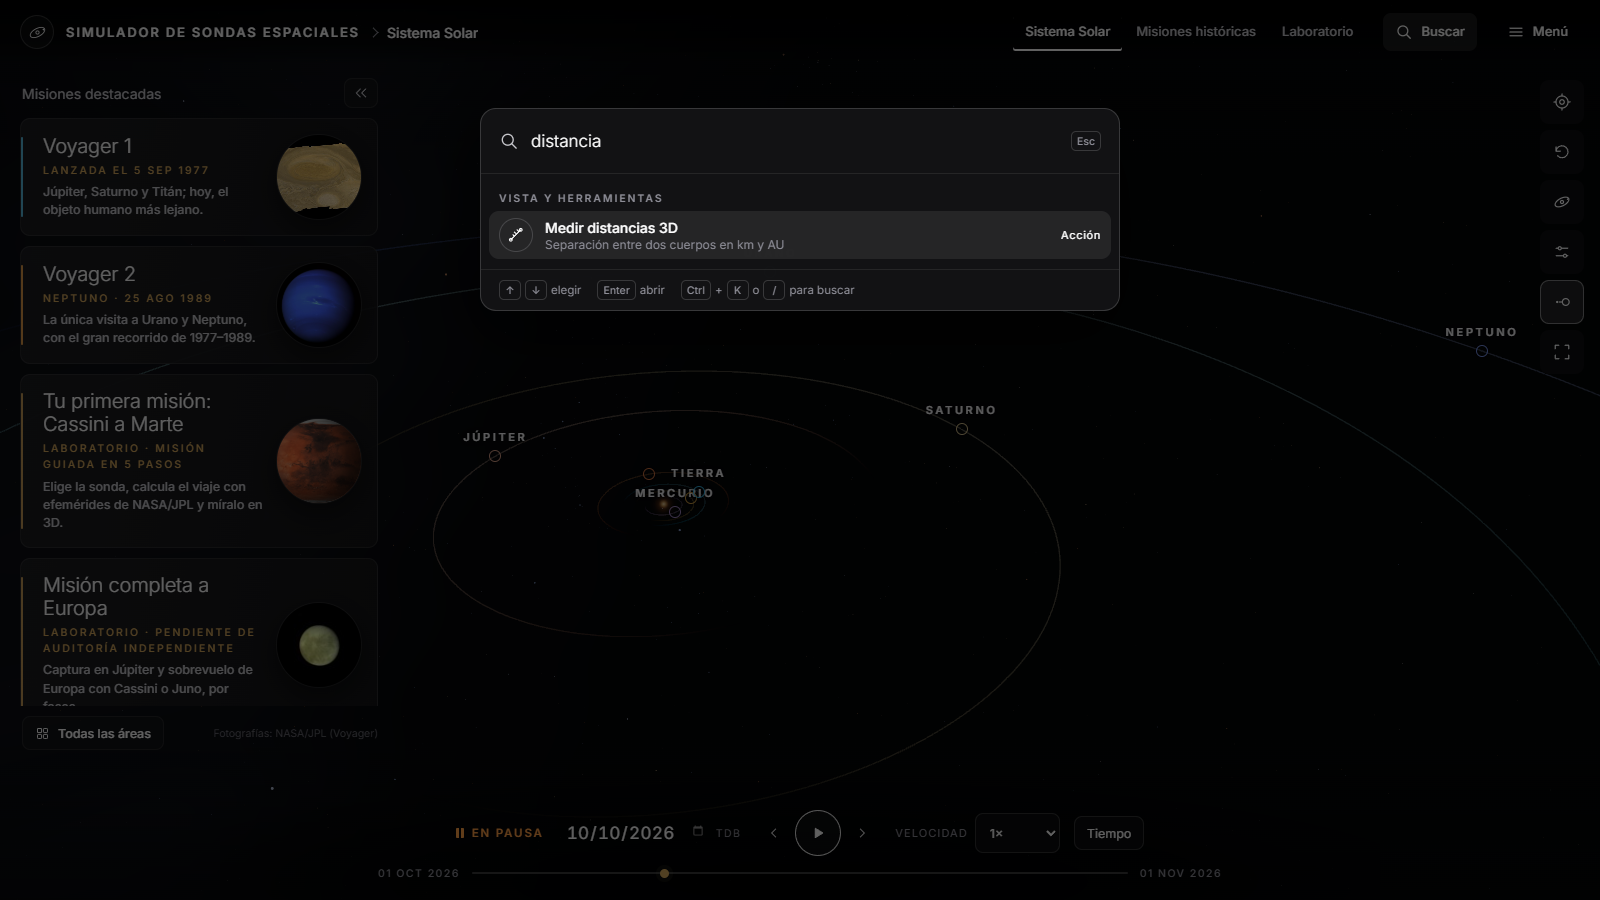 SIMULADOR DE SONDAS ESPACIALES
Sistema Solar
Sistema Solar
Misiones históricas
Laboratorio
Buscar
Menú
Misiones destacadas
Voyager 1
LANZADA EL 5 SEP 1977
Júpiter, Saturno y Titán; hoy, el
objeto humano más lejano.
Voyager 2
NEPTUNO · 25 AGO 1989
La única visita a Urano y Neptuno,
con el gran recorrido de 1977–1989.
Tu primera misión:
Cassini a Marte
LABORATORIO · MISIÓN
GUIADA EN 5 PASOS
Elige la sonda, calcula el viaje con
efemérides de NASA/JPL y míralo en
3D.
Misión completa a
Europa
LABORATORIO · PENDIENTE DE
AUDITORÍA INDEPENDIENTE
Captura en Júpiter y sobrevuelo de
Europa con Cassini o Juno, por
Todas las áreas
Fotografías: NASA/JPL (Voyager)
distancia
Esc
VISTA Y HERRAMIENTAS
Medir distancias 3D
Separación entre dos cuerpos en km y AU
Acción
↑ ↓ elegir Enter abrir Ctrl + K o / para buscar
NEPTUNO
SATURNO
JÚPITER
TIERRA
MERCURIO
EN PAUSA
10/10/2026
TDB
VELOCIDAD
1×
Tiempo
01 OCT 2026
01 NOV 2026